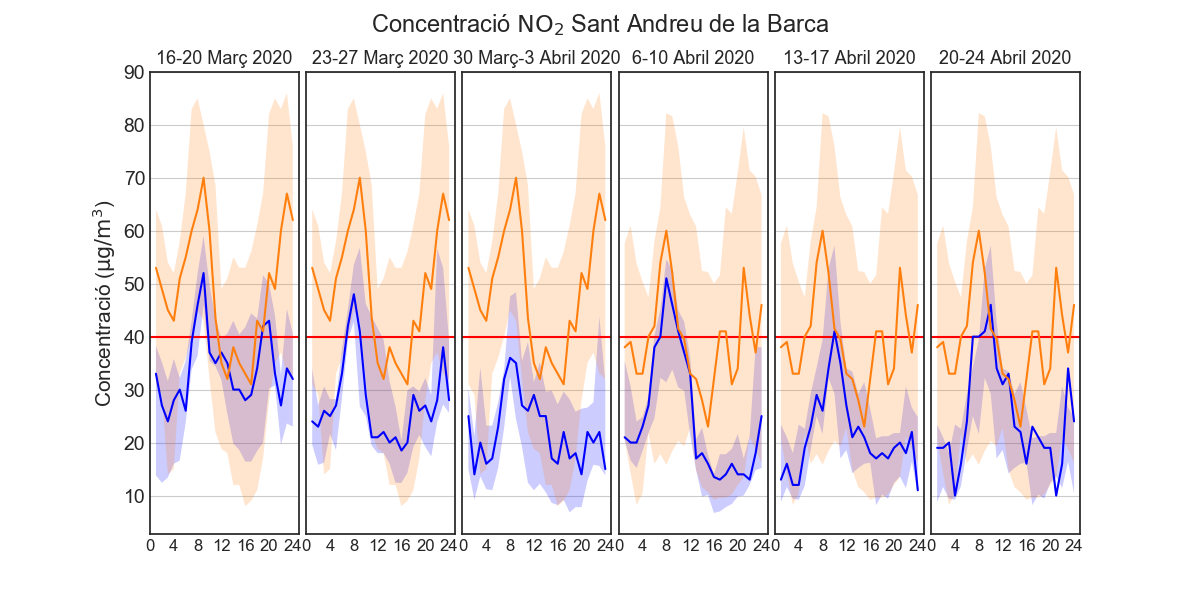 Concentració NO₂ Sant Andreu de la Barca
16-20 Març 2020 23-27 Març 2020 30 Març-3 Abril 2020 6-10 Abril 2020 13-17 Abril 2020 20-24 Abril 2020
Concentració (µg/m³)
90
80
70
60
50
40
30
20
10
0 4 8 12 16 20 24 0 4 8 12 16 20 24 0 4 8 12 16 20 24 0 4 8 12 16 20 24 0 4 8 12 16 20 24 0 4 8 12 16 20 24